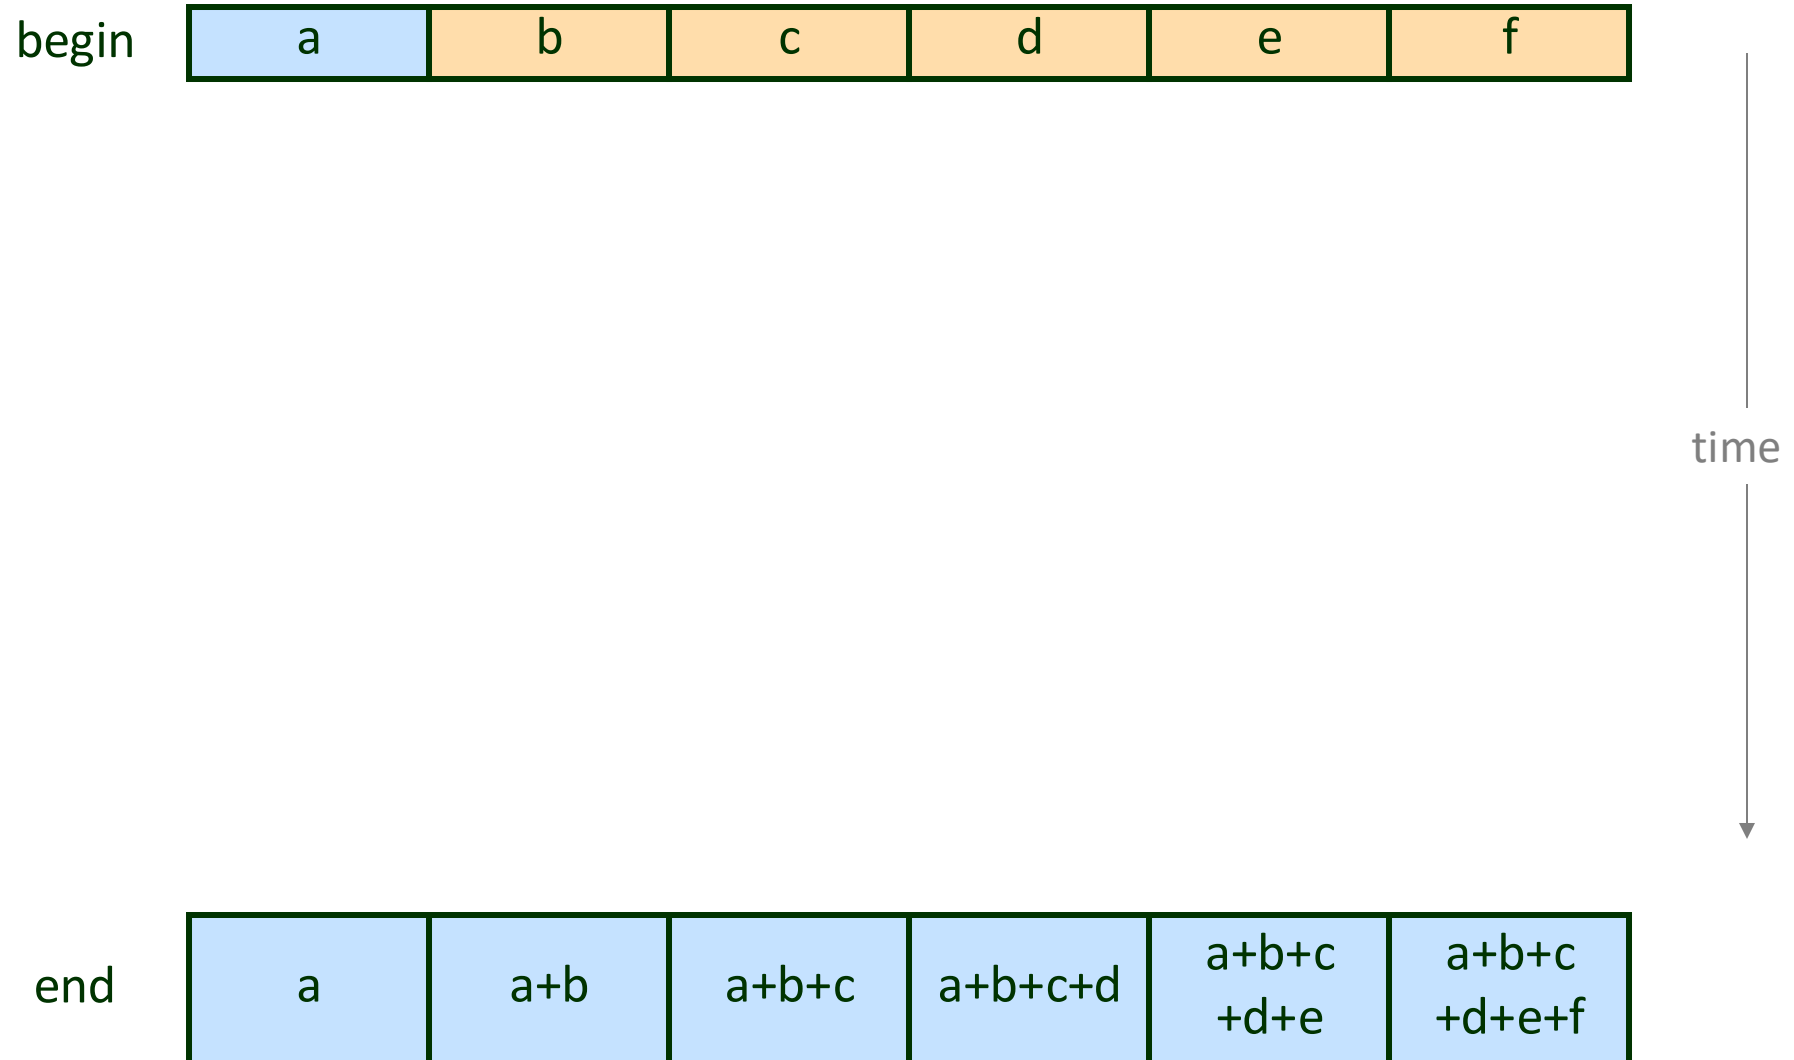 begin a b c d e f
time
end a a+b a+b+c a+b+c+d a+b+c a+b+c
+d+e +d+e+f